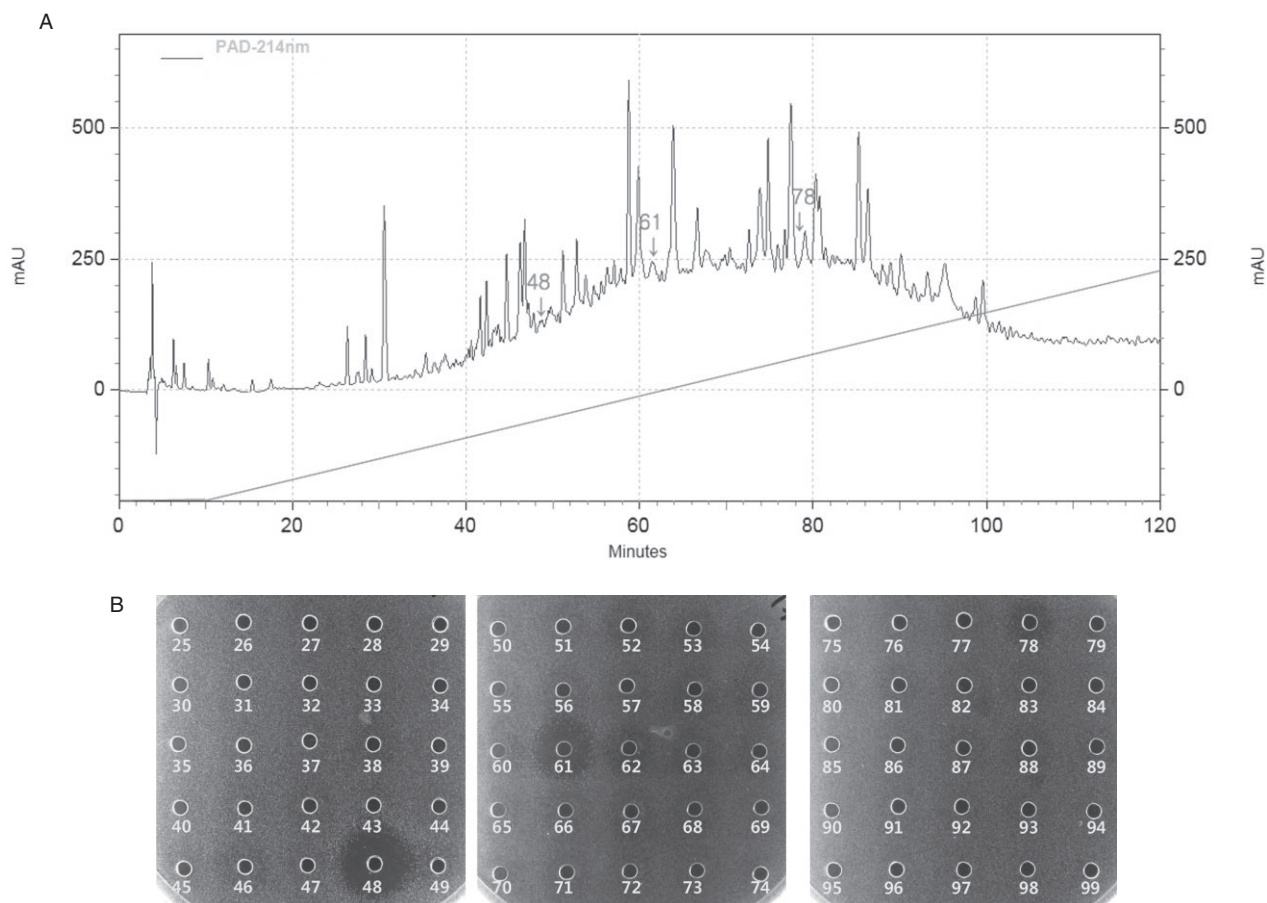 A
PAD-214nm
500 500
78
61
250 250
48
mAU mAU
0 0
0 20 40 60 80 100 120
Minutes
B
25 26 27 28 29 50 51 52 53 54 75 76 77 78 79
30 31 32 33 34 55 56 57 58 59 80 81 82 83 84
35 36 37 38 39 60 61 62 63 64 85 86 87 88 89
40 41 42 43 44 65 66 67 68 69 90 91 92 93 94
45 46 47 48 49 70 71 72 73 74 95 96 97 98 99